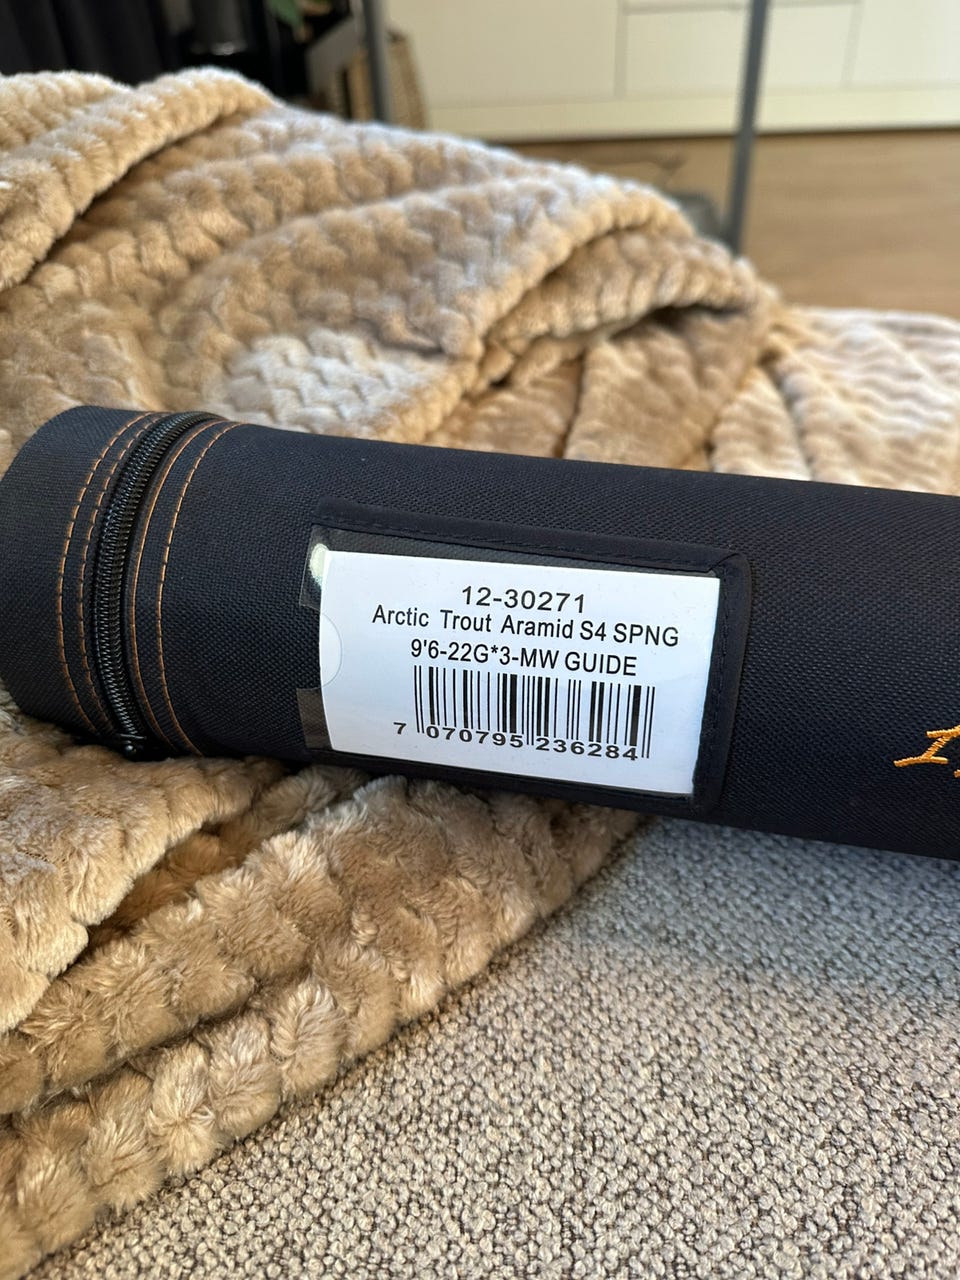 12-30271
Arctic Trout Aramid S4 SPNG
9'6-22G*3-MW GUIDE
7 070795 236284